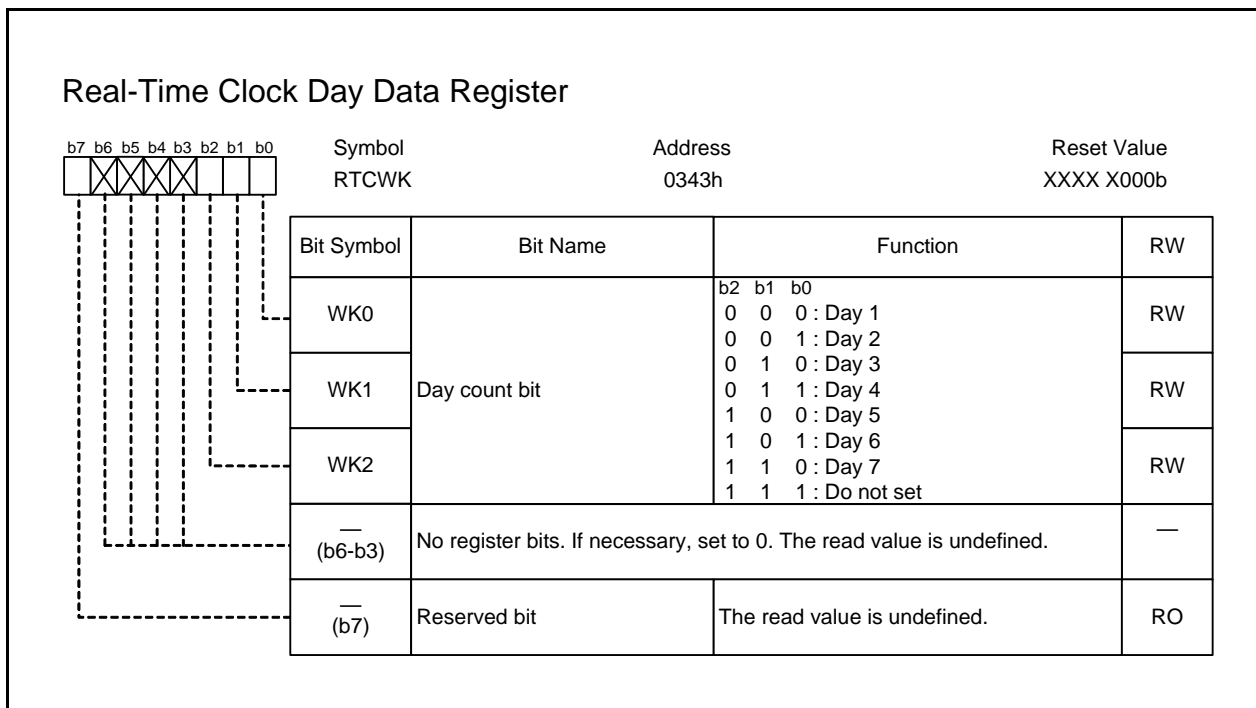 Real-Time Clock Day Data Register
b7 b6 b5 b4 b3 b2 b1 b0
Symbol Address Reset Value
RTCWK 0343h XXXX X000b
Bit Symbol Bit Name Function RW
WK0 RW
WK1 Day count bit RW
WK2 RW
b2 b1 b0
0 0 0 : Day 1
0 0 1 : Day 2
0 1 0 : Day 3
0 1 1 : Day 4
1 0 0 : Day 5
1 0 1 : Day 6
1 1 0 : Day 7
1 1 1 : Do not set
—
(b6-b3) No register bits. If necessary, set to 0. The read value is undefined. —
—
(b7) Reserved bit The read value is undefined. RO